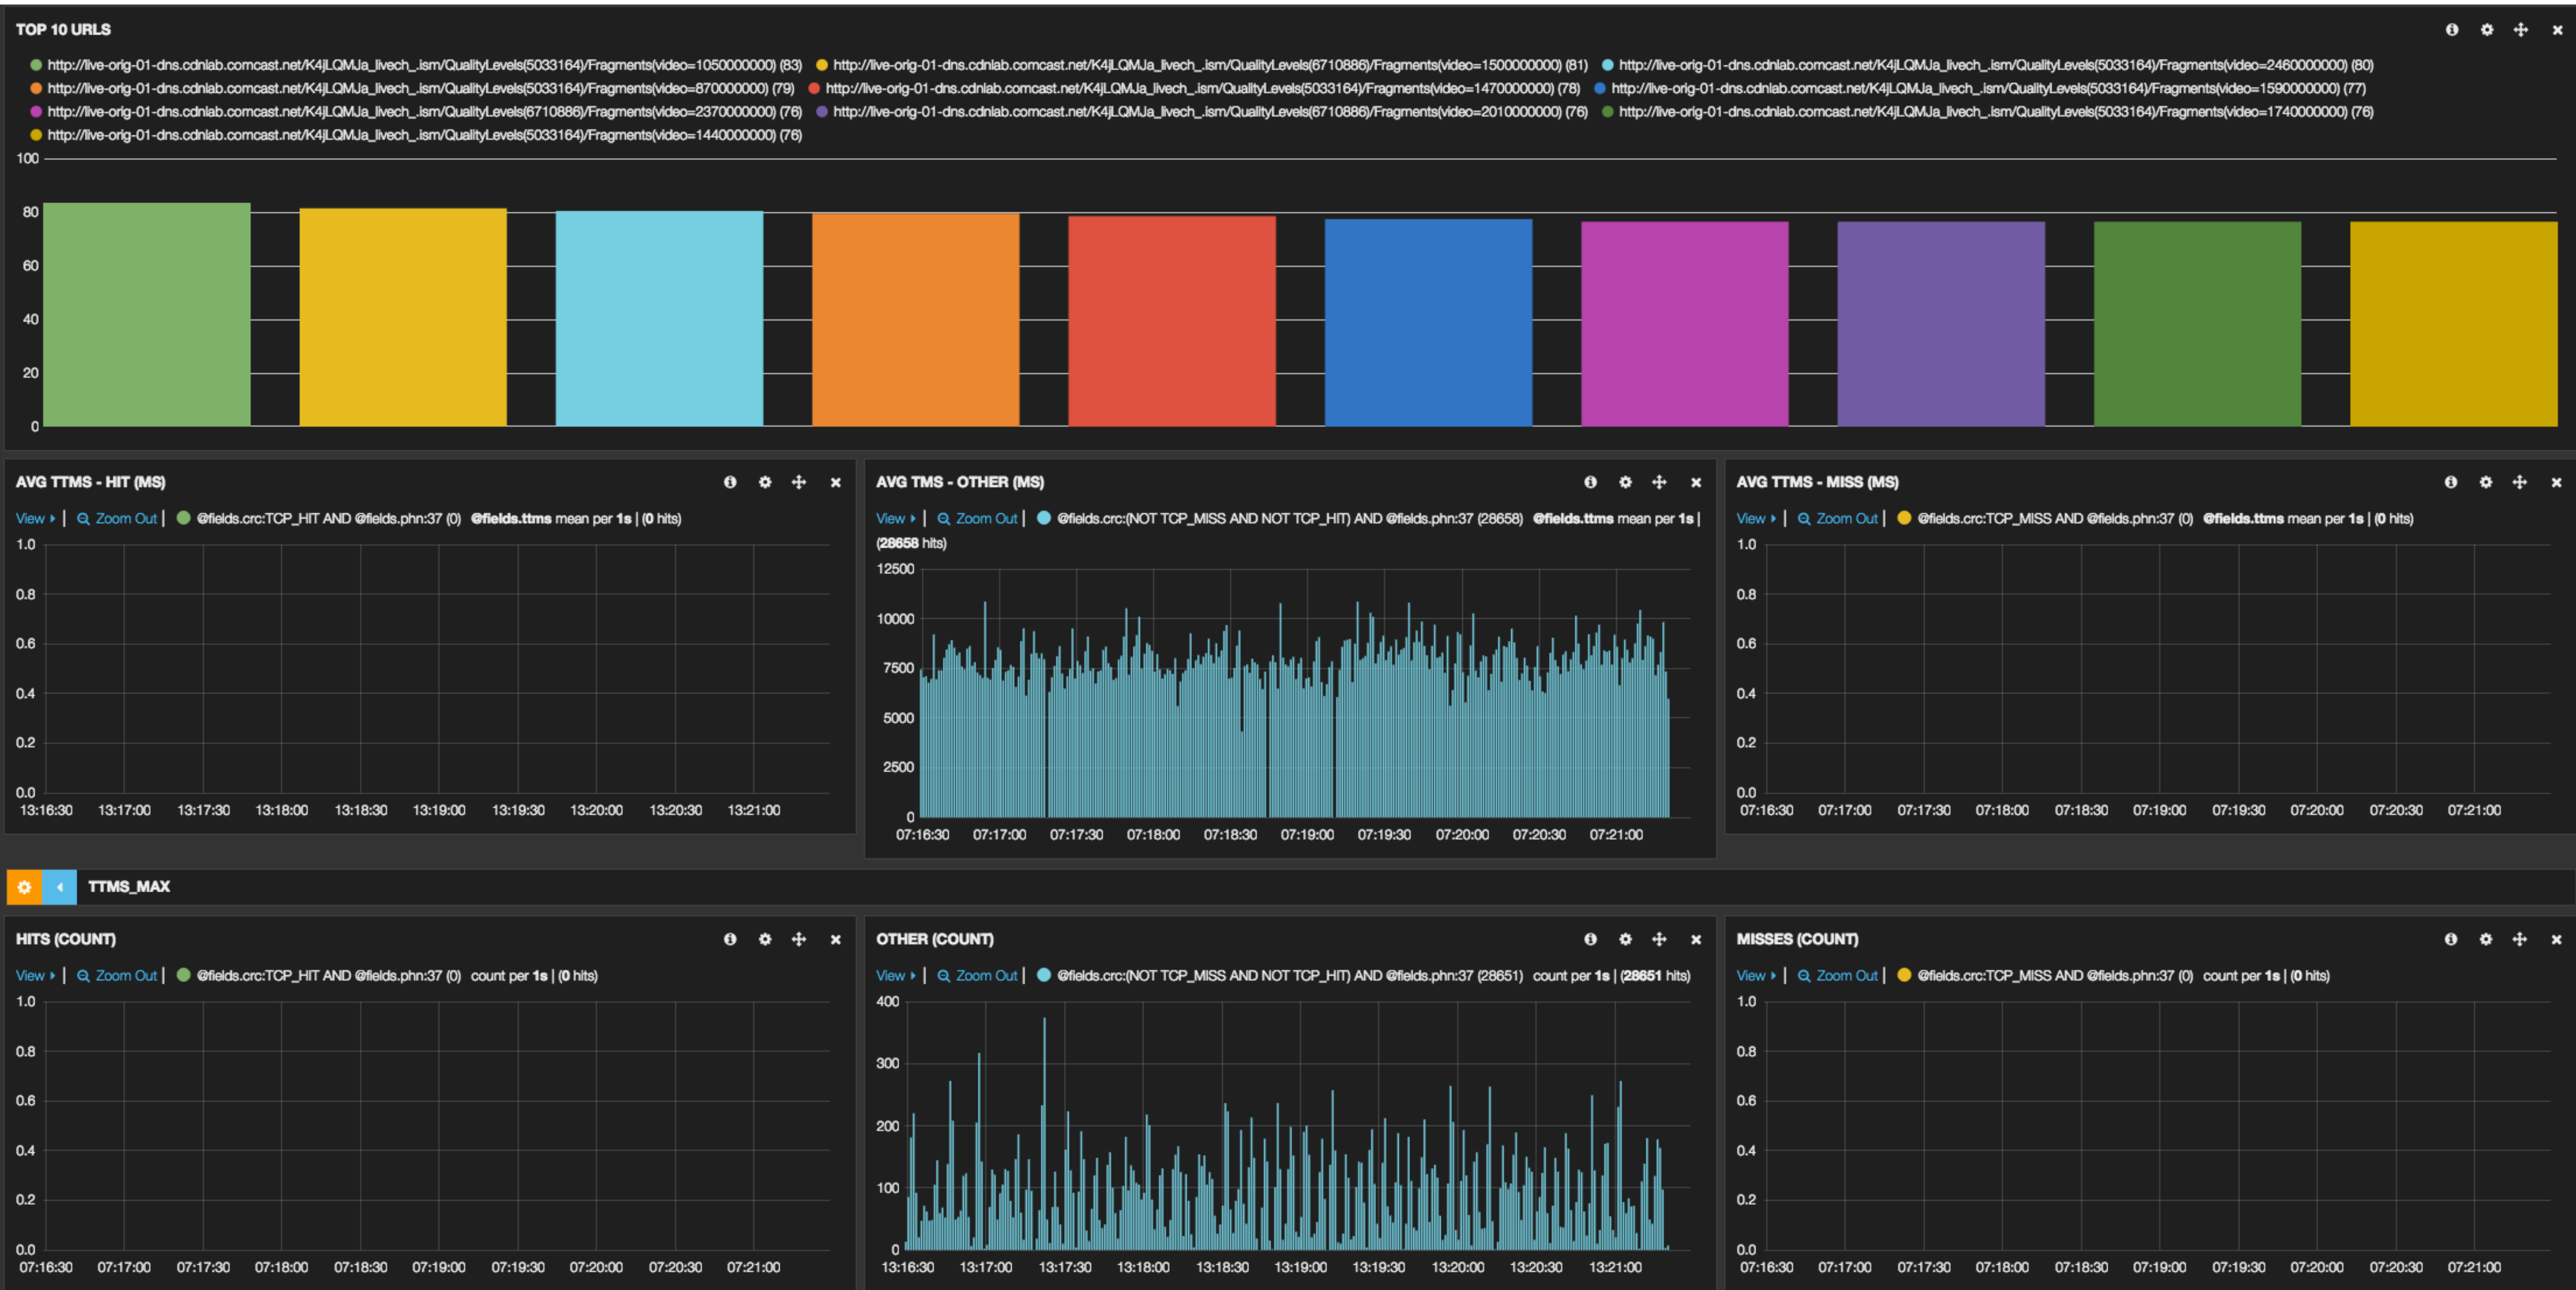 TOP 10 URLS
http://live-orig-01-dns.cdnlab.comcast.net/K4jLQMJa_livech_.ism/QualityLevels(5033164)/Fragments(video=1050000000) (83) http://live-orig-01-dns.cdnlab.comcast.net/K4jLQMJa_livech_.ism/QualityLevels(6710886)/Fragments(video=1500000000) (81) http://live-orig-01-dns.cdnlab.comcast.net/K4jLQMJa_livech_.ism/QualityLevels(5033164)/Fragments(video=2460000000) (80)
http://live-orig-01-dns.cdnlab.comcast.net/K4jLQMJa_livech_.ism/QualityLevels(5033164)/Fragments(video=870000000) (79) http://live-orig-01-dns.cdnlab.comcast.net/K4jLQMJa_livech_.ism/QualityLevels(5033164)/Fragments(video=1470000000) (78) http://live-orig-01-dns.cdnlab.comcast.net/K4jLQMJa_livech_.ism/QualityLevels(5033164)/Fragments(video=1590000000) (77)
http://live-orig-01-dns.cdnlab.comcast.net/K4jLQMJa_livech_.ism/QualityLevels(6710886)/Fragments(video=2370000000) (76) http://live-orig-01-dns.cdnlab.comcast.net/K4jLQMJa_livech_.ism/QualityLevels(6710886)/Fragments(video=2010000000) (76) http://live-orig-01-dns.cdnlab.comcast.net/K4jLQMJa_livech_.ism/QualityLevels(5033164)/Fragments(video=1740000000) (76)
http://live-orig-01-dns.cdnlab.comcast.net/K4jLQMJa_livech_.ism/QualityLevels(5033164)/Fragments(video=1440000000) (76)
100
80
60
40
20
0
AVG TTMS - HIT (MS)
View | Zoom Out | @fields.crc:TCP_HIT AND @fields.phn:37 (0) @fields.ttms mean per 1s | (0 hits)
1.0
0.8
0.6
0.4
0.2
0.0
13:16:30 13:17:00 13:17:30 13:18:00 13:18:30 13:19:00 13:19:30 13:20:00 13:20:30 13:21:00
AVG TMS - OTHER (MS)
View | Zoom Out | @fields.crc:(NOT TCP_MISS AND NOT TCP_HIT) AND @fields.phn:37 (28658) @fields.ttms mean per 1s |
(28658 hits)
12500
10000
7500
5000
2500
0
07:16:30 07:17:00 07:17:30 07:18:00 07:18:30 07:19:00 07:19:30 07:20:00 07:20:30 07:21:00
AVG TTMS - MISS (MS)
View | Zoom Out | @fields.crc:TCP_MISS AND @fields.phn:37 (0) @fields.ttms mean per 1s | (0 hits)
1.0
0.8
0.6
0.4
0.2
0.0
07:16:30 07:17:00 07:17:30 07:18:00 07:18:30 07:19:00 07:19:30 07:20:00 07:20:30 07:21:00
TTMS_MAX
HITS (COUNT)
View | Zoom Out | @fields.crc:TCP_HIT AND @fields.phn:37 (0) count per 1s | (0 hits)
1.0
0.8
0.6
0.4
0.2
0.0
07:16:30 07:17:00 07:17:30 07:18:00 07:18:30 07:19:00 07:19:30 07:20:00 07:20:30 07:21:00
OTHER (COUNT)
View | Zoom Out | @fields.crc:(NOT TCP_MISS AND NOT TCP_HIT) AND @fields.phn:37 (28651) count per 1s | (28651 hits)
400
300
200
100
0
13:16:30 13:17:00 13:17:30 13:18:00 13:18:30 13:19:00 13:19:30 13:20:00 13:20:30 13:21:00
MISSES (COUNT)
View | Zoom Out | @fields.crc:TCP_MISS AND @fields.phn:37 (0) count per 1s | (0 hits)
1.0
0.8
0.6
0.4
0.2
0.0
07:16:30 07:17:00 07:17:30 07:18:00 07:18:30 07:19:00 07:19:30 07:20:00 07:20:30 07:21:00